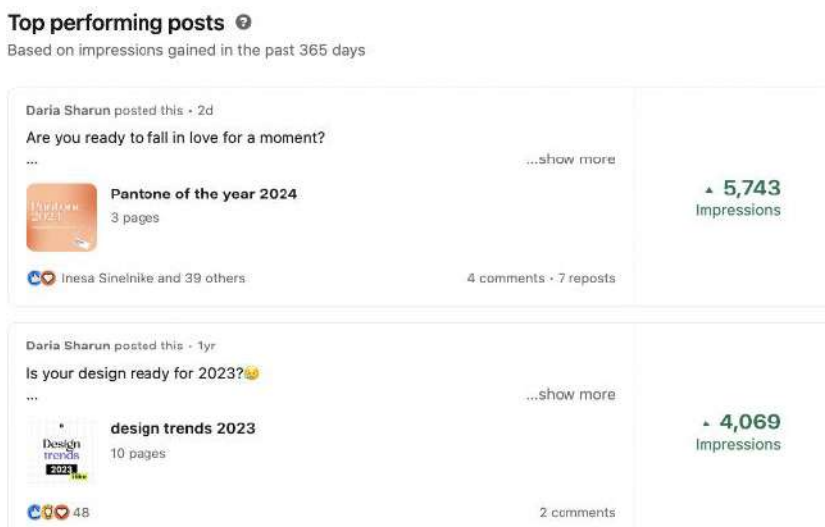 Top performing posts ?
Based on impressions gained in the past 365 days
Daria Sharun posted this • 2d
Are you ready to fall in love for a moment?
...
...show more
Pantone 2024
Pantone of the year 2024
3 pages
Inesa Sinelnike and 39 others
4 comments • 7 reposts
▲ 5,743
Impressions
Daria Sharun posted this • 1yr
Is your design ready for 2023?😥
...
...show more
Design
trends
2023
design trends 2023
10 pages
48
2 comments
▲ 4,069
Impressions